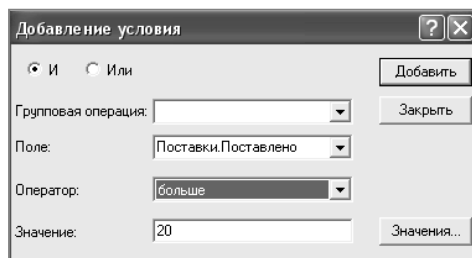 Добавление условия
И Или Добавить
Групповая операция: Закрыть
Поле: Поставки.Поставлено
Оператор: больше
Значение: 20 Значения...